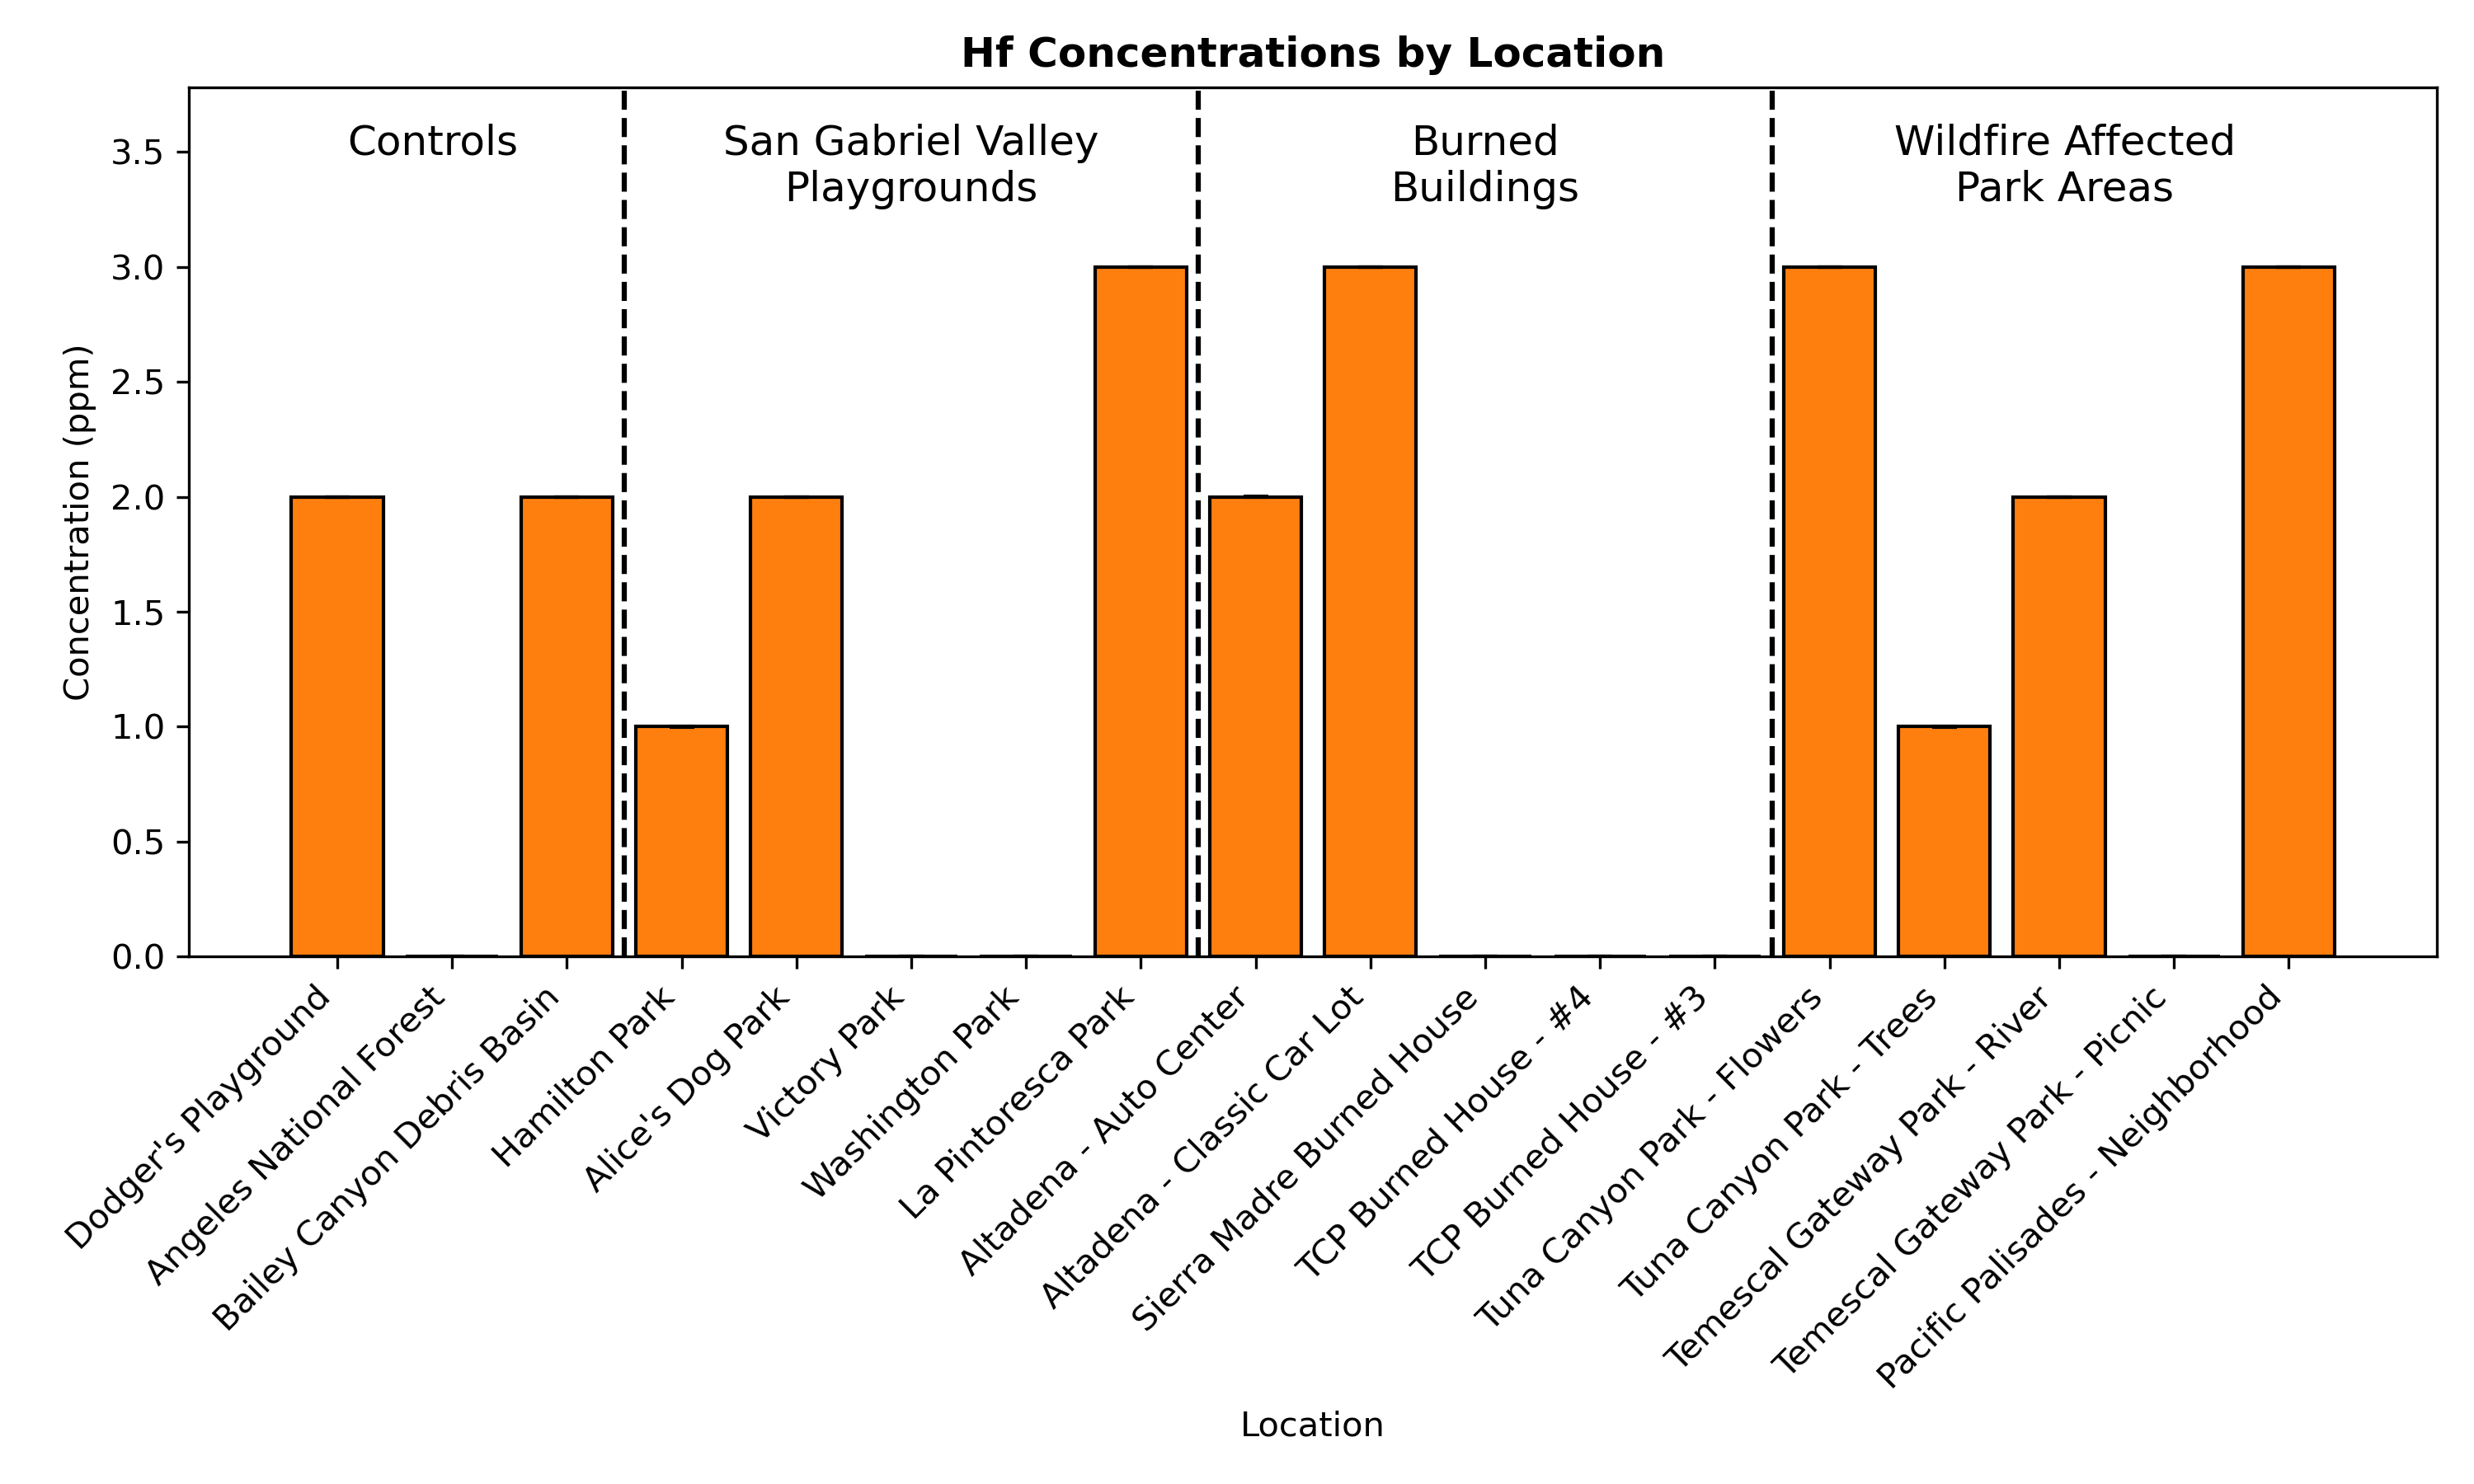 Hf Concentrations by Location
Controls
San Gabriel Valley
Playgrounds
Burned
Buildings
Wildfire Affected
Park Areas
Concentration (ppm)
3.5
3.0
2.5
2.0
1.5
1.0
0.5
0.0
Dodger's Playground
Angeles National Forest
Bailey Canyon Debris Basin
Hamilton Park
Alice's Dog Park
Victory Park
Washington Park
La Pintoresca Park
Altadena - Auto Center
Altadena - Classic Car Lot
Sierra Madre Burned House
TCP Burned House - #4
TCP Burned House - #3
Tuna Canyon Park - Flowers
Tuna Canyon Park - Trees
Temescal Gateway Park - River
Temescal Gateway Park - Picnic
Pacific Palisades - Neighborhood
Location